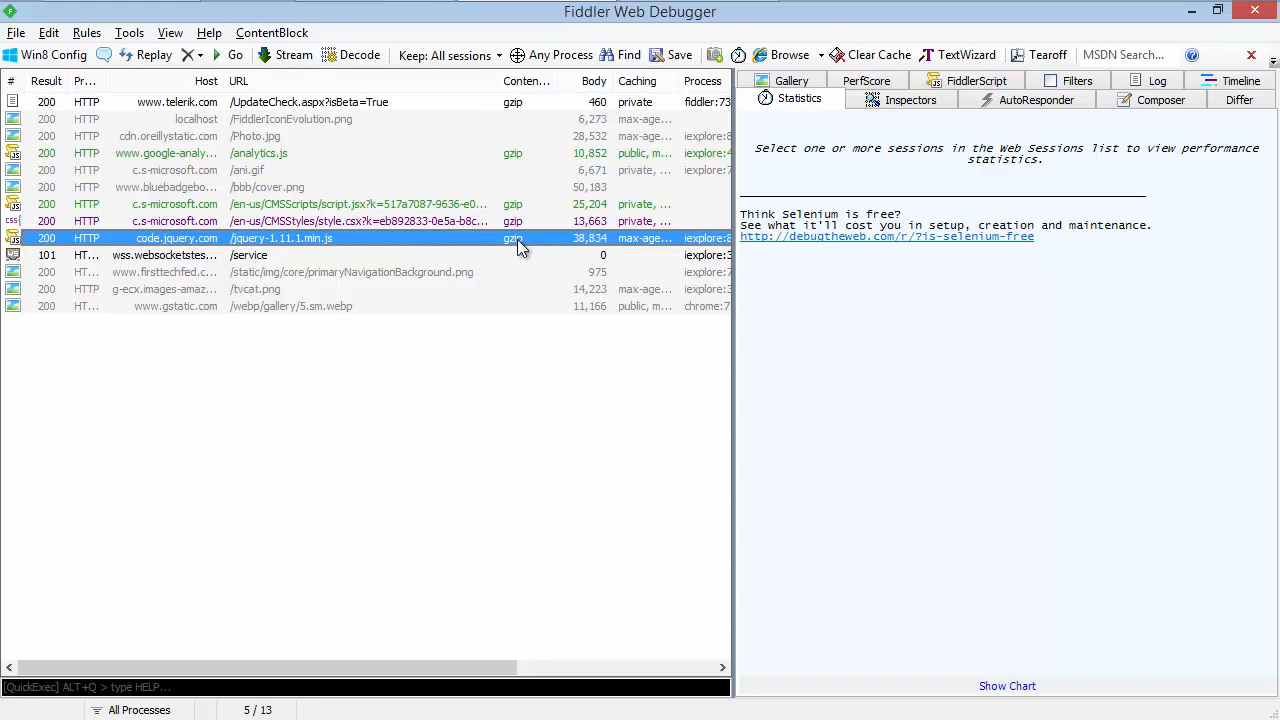 Fiddler Web Debugger
File Edit Rules Tools View Help ContentBlock
Win8 Config Replay Go Stream Decode Keep: All sessions Any Process Find Save Browse Clear Cache TextWizard Tearoff MSDN Search...
# Result Pr... Host URL Conten... Body Caching Process
200 HTTP www.telerik.com /UpdateCheck.aspx?isBeta=True gzip 460 private fiddler:73
200 HTTP localhost /FiddlerIconEvolution.png 6,273 max-age...
200 HTTP cdn.oreillystatic.com /Photo.jpg 28,532 max-age... iexplore:8
200 HTTP www.google-analy... /analytics.js gzip 10,852 public, m... iexplore:4
200 HTTP c.s-microsoft.com /ani.gif 6,671 private, ... iexplore:
200 HTTP www.bluebadgebo... /bbb/cover.png 50,183
200 HTTP c.s-microsoft.com /en-us/CMSScripts/script.jsx?k=517a7087-9636-e0... gzip 25,204 private, ...
200 HTTP c.s-microsoft.com /en-us/CMSStyles/style.csx?k=eb892833-0e5a-b8c... gzip 13,663 private, ...
200 HTTP code.jquery.com /jquery-1.11.1.min.js gzip 38,834 max-age... iexplore:8
101 HT... wss.websocketstes... /service 0 iexplore:3
200 HT... www.firsttechfed.c... /static/img/core/primaryNavigationBackground.png 975 iexplore:7
200 HT... g-ecx.images-amaz... /tvcat.png 14,223 max-age... iexplore:3
200 HT... www.gstatic.com /webp/gallery/5.sm.webp 11,166 public, m... chrome:7
Gallery PerfScore FiddlerScript Filters Log Timeline
Statistics Inspectors AutoResponder Composer Differ
Select one or more sessions in the Web Sessions list to view performance
statistics.
Think Selenium is free?
See what it'll cost you in setup, creation and maintenance.
http://debugtheweb.com/r/?is-selenium-free
Show Chart
[QuickExec] ALT+Q > type HELP...
All Processes 5 / 13